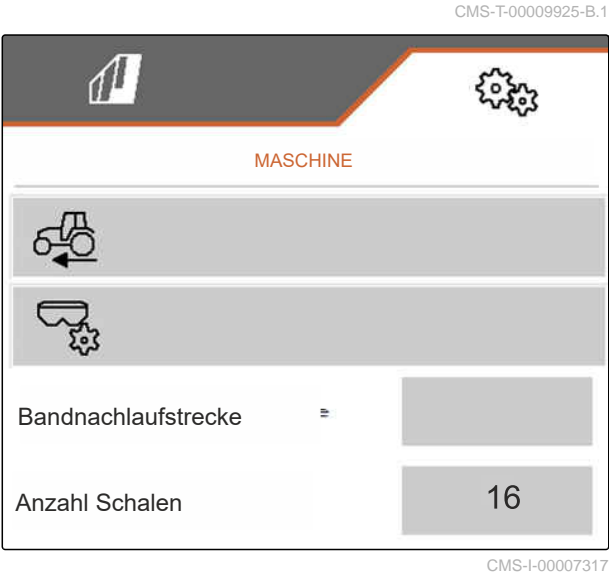 CMS-T-00009925-B.1
MASCHINE
Bandnachlaufstrecke
Anzahl Schalen 16
CMS-I-00007317